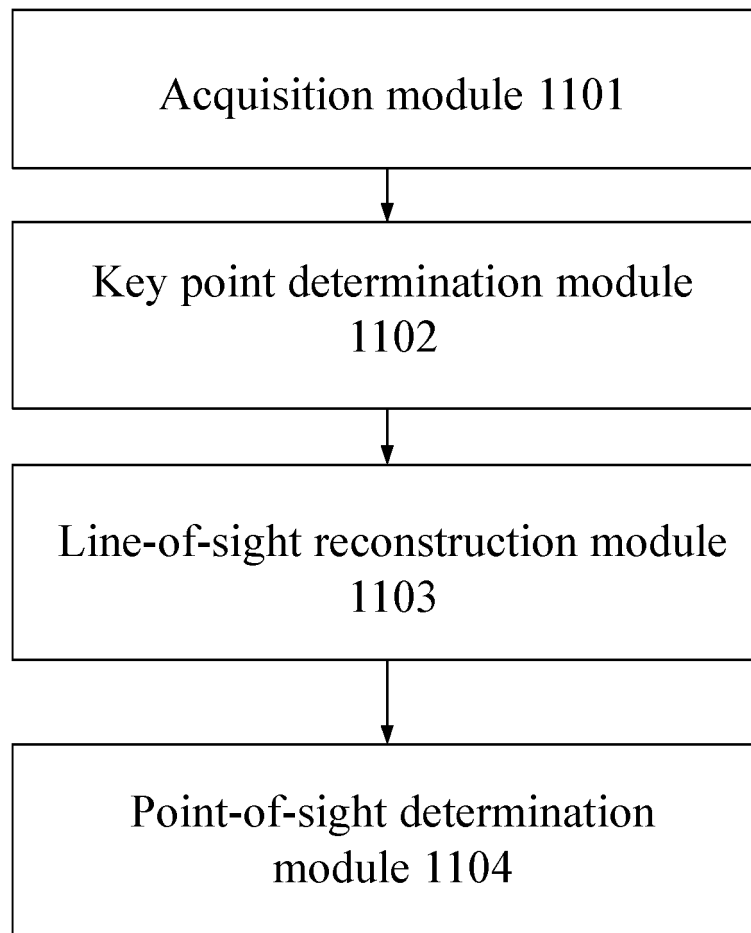 Acquisition module 1101
Key point determination module
1102
Line-of-sight reconstruction module
1103
Point-of-sight determination
module 1104